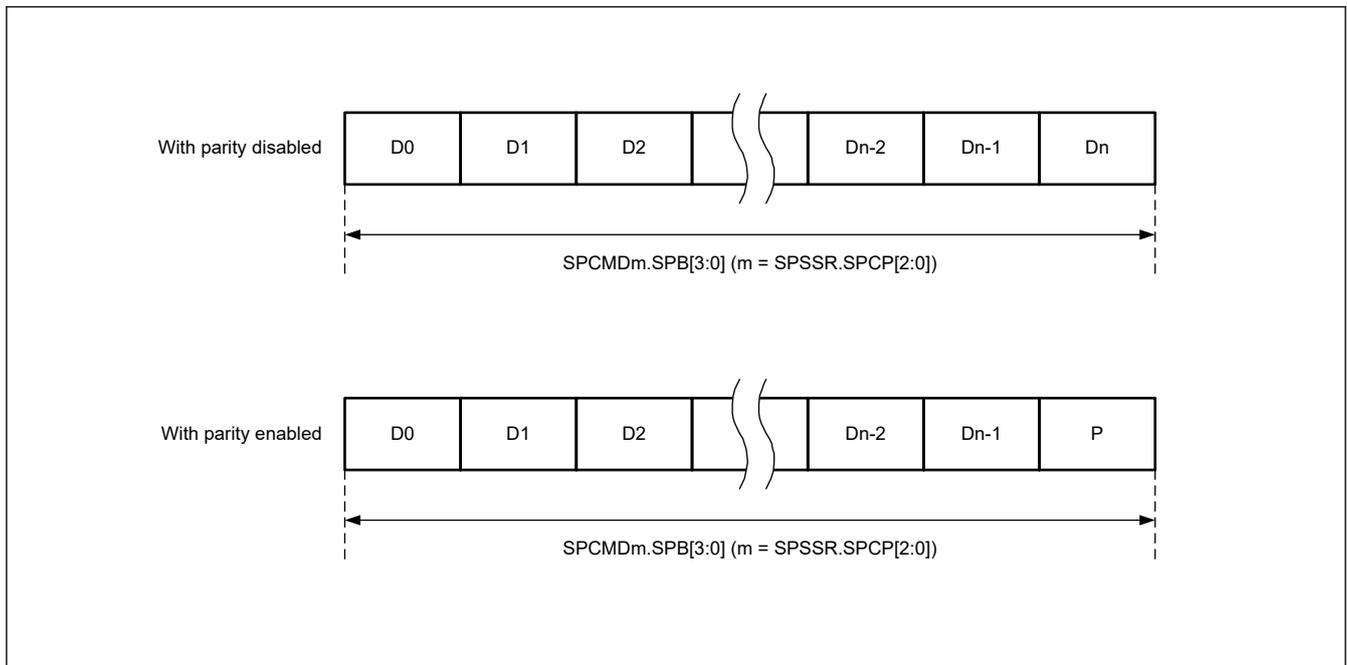 With parity disabled D0 D1 D2 Dn-2 Dn-1 Dn
SPCMDm.SPB[3:0] (m = SPSSR.SPCP[2:0])
With parity enabled D0 D1 D2 Dn-2 Dn-1 P
SPCMDm.SPB[3:0] (m = SPSSR.SPCP[2:0])